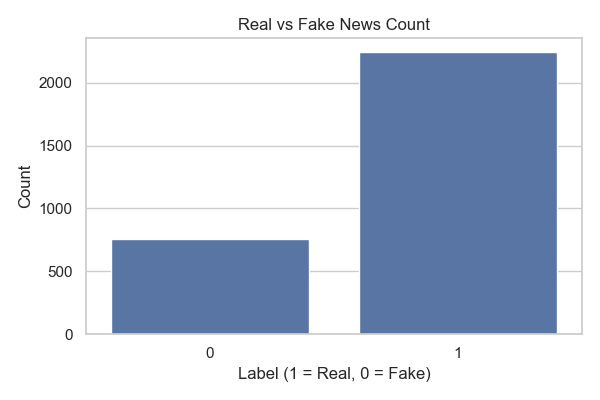 Real vs Fake News Count
2000
1500
1000
500
0
Count
0 1
Label (1 = Real, 0 = Fake)